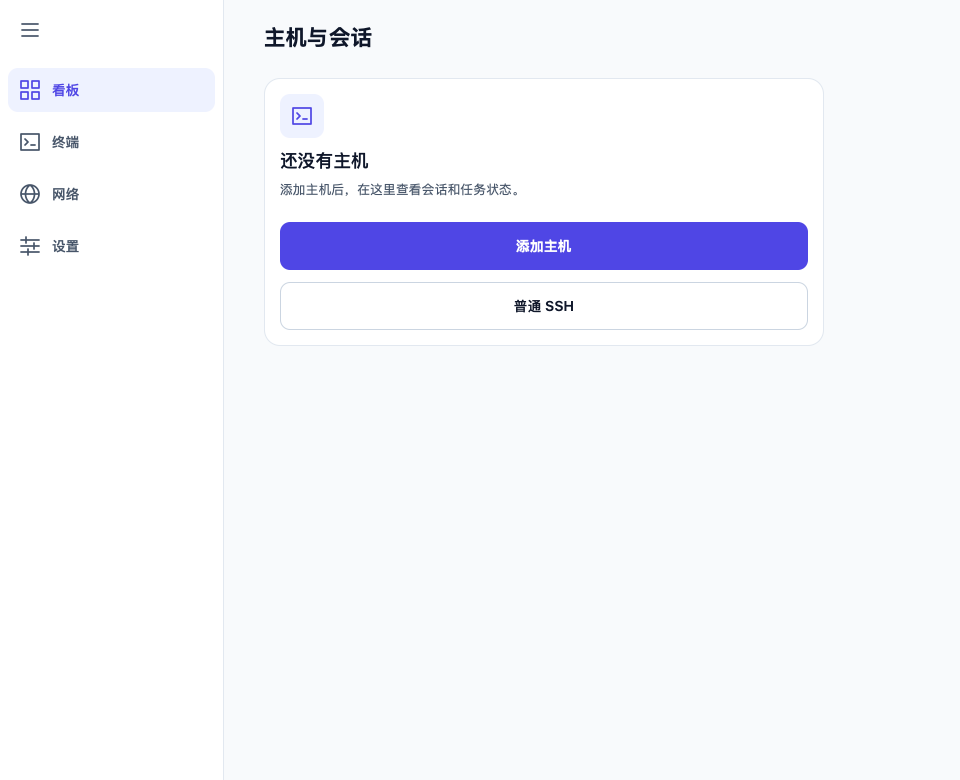 主机与会话
看板
终端
网络
设置
还没有主机
添加主机后，在这里查看会话和任务状态。
添加主机
普通 SSH